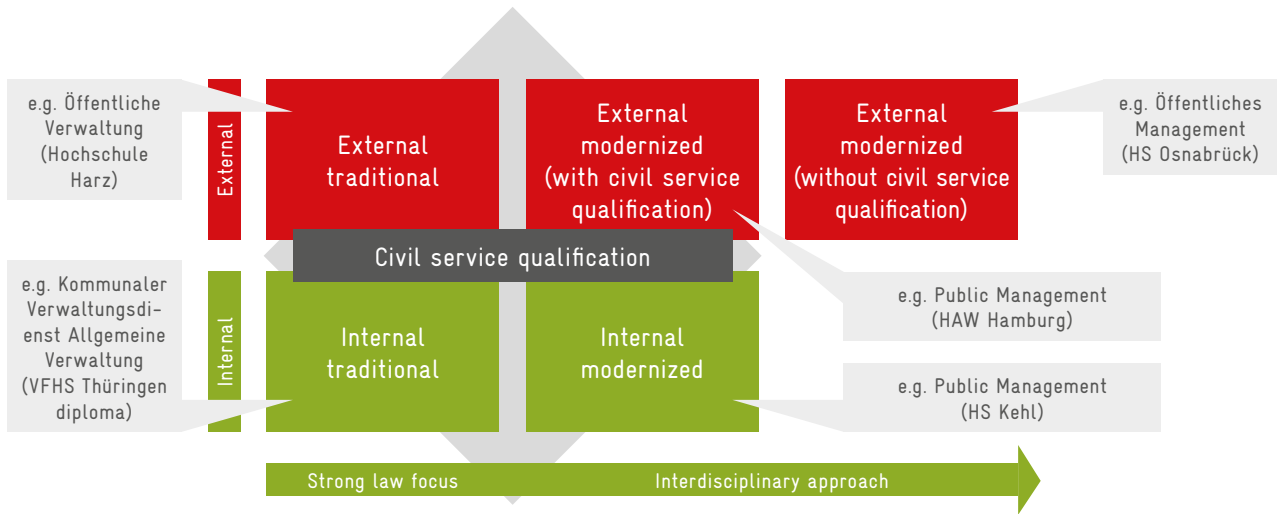 e.g. Öffentliche
Verwaltung
(Hochschule
Harz)
External
External
traditional
External
modernized
(with civil service
qualification)
External
modernized
(without civil service
qualification)
e.g. Öffentliches
Management
(HS Osnabrück)
Civil service qualification
e.g. Kommunaler
Verwaltungsdi-
enst Allgemeine
Verwaltung
(VFHS Thüringen
diploma)
Internal
Internal
traditional
Internal
modernized
e.g. Public Management
(HAW Hamburg)
e.g. Public Management
(HS Kehl)
Strong law focus
Interdisciplinary approach